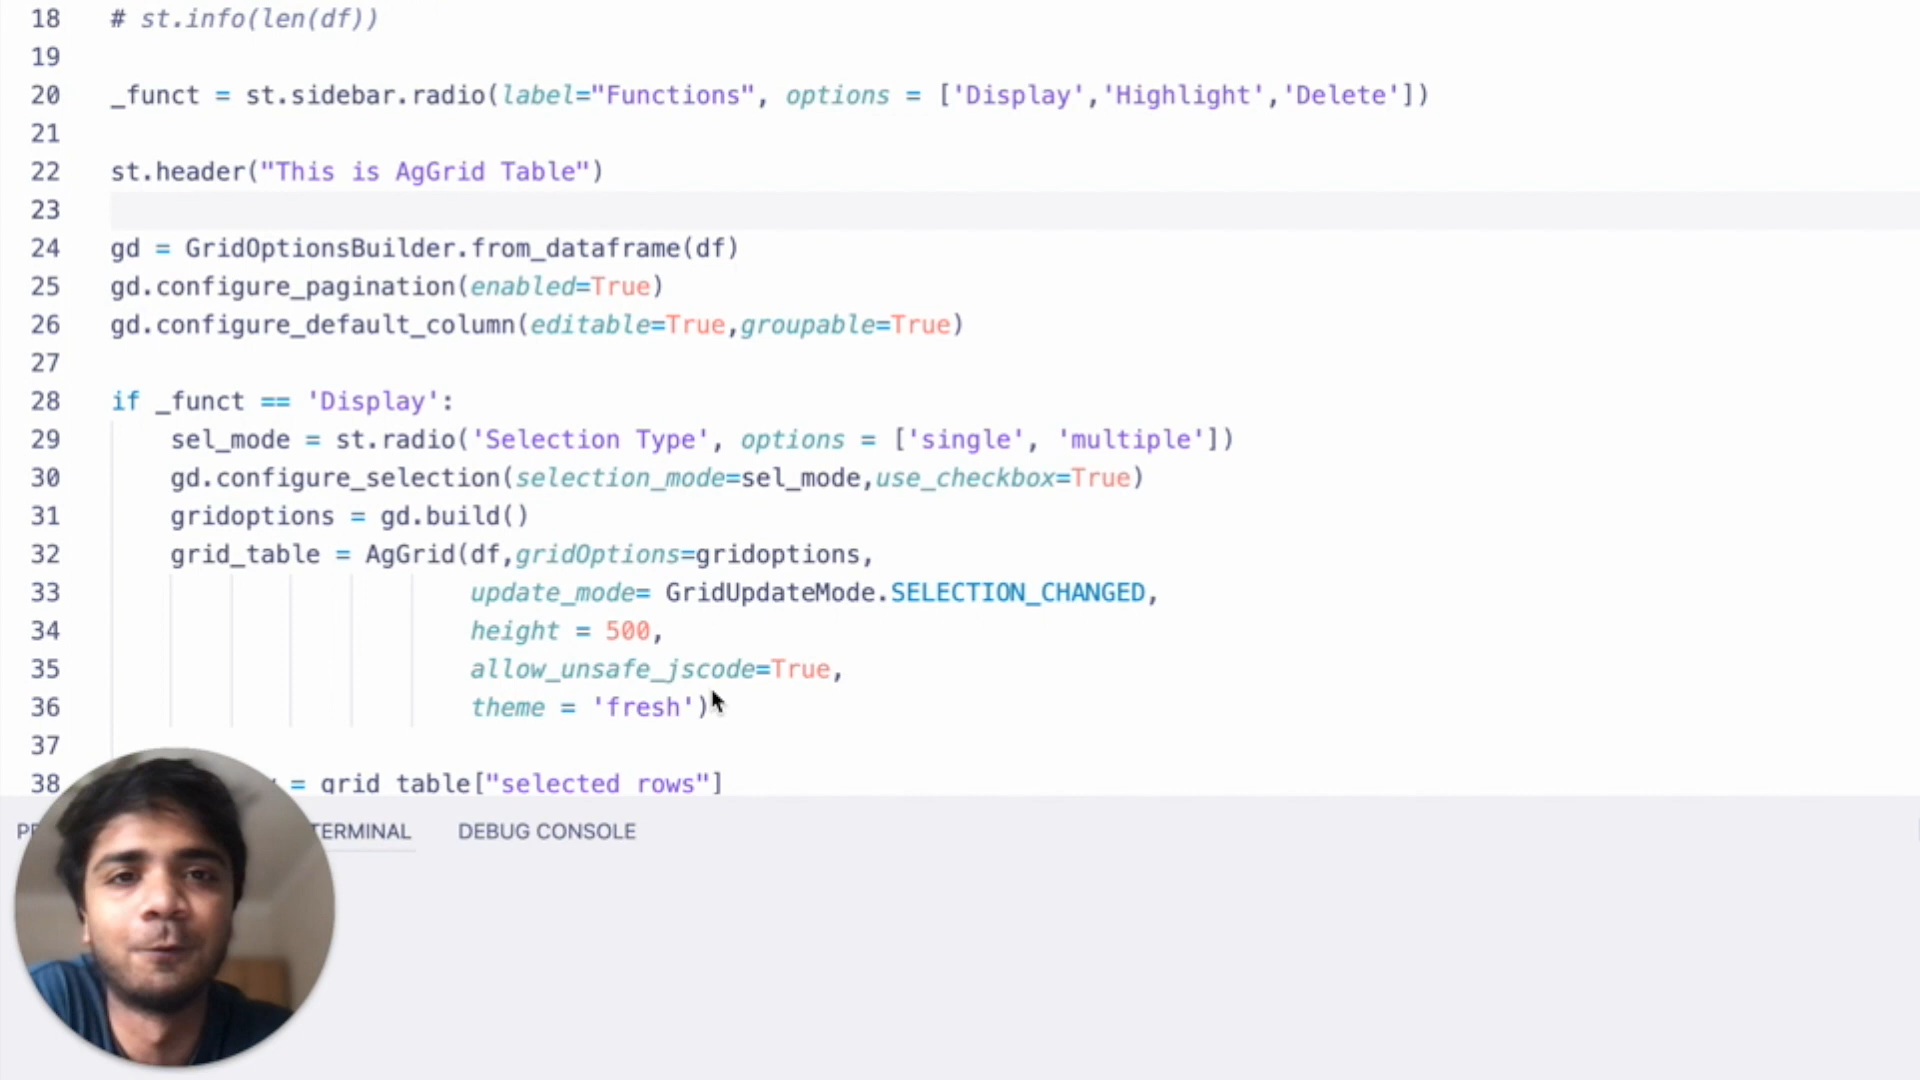 18 # st.info(len(df))
19
20 _funct = st.sidebar.radio(label="Functions", options = ['Display','Highlight','Delete'])
21
22 st.header("This is AgGrid Table")
23
24 gd = GridOptionsBuilder.from_dataframe(df)
25 gd.configure_pagination(enabled=True)
26 gd.configure_default_column(editable=True,groupable=True)
27
28 if _funct == 'Display':
29 sel_mode = st.radio('Selection Type', options = ['single', 'multiple'])
30 gd.configure_selection(selection_mode=sel_mode,use_checkbox=True)
31 gridoptions = gd.build()
32 grid_table = AgGrid(df,gridOptions=gridoptions,
33 update_mode= GridUpdateMode.SELECTION_CHANGED,
34 height = 500,
35 allow_unsafe_jscode=True,
36 theme = 'fresh')
37
38 = grid_table["selected_rows"]
TERMINAL DEBUG CONSOLE